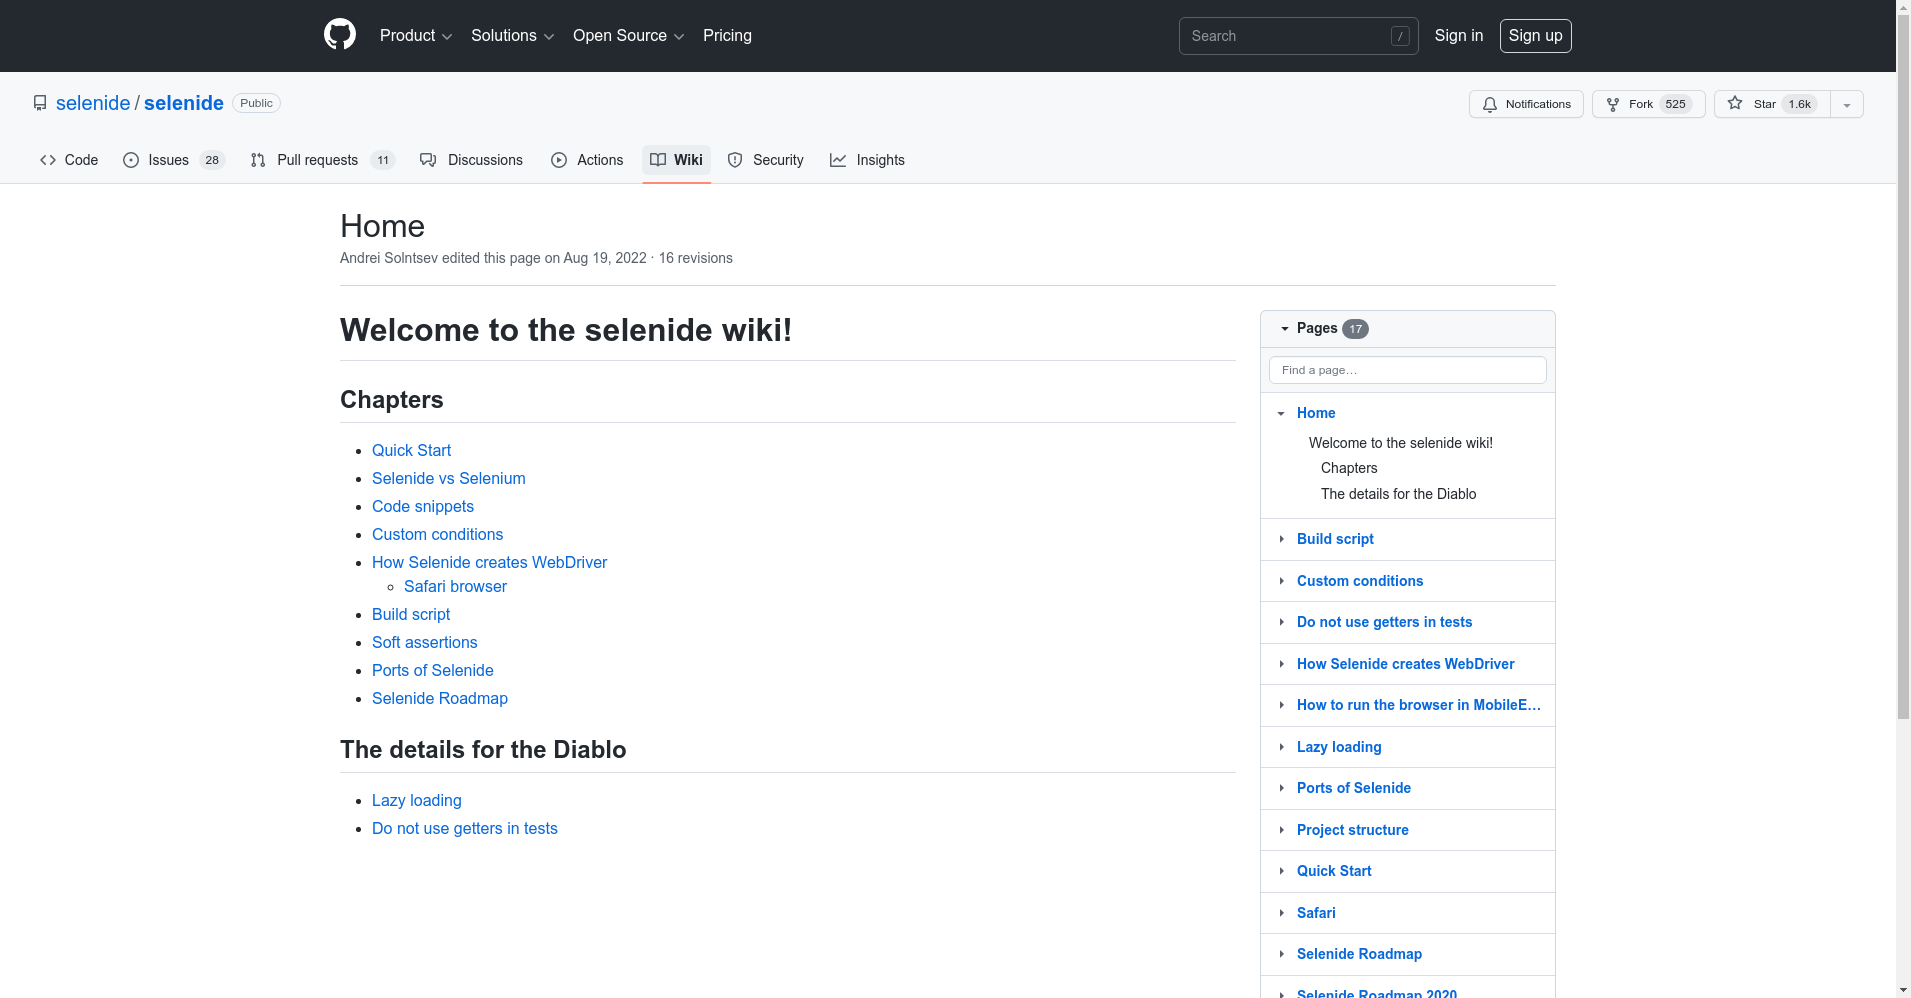 Product
Solutions
Open Source
Pricing
Search
/
Sign in
Sign up
selenide / selenide
Public
Notifications
Fork 525
Star 1.6k
Code
Issues 28
Pull requests 11
Discussions
Actions
Wiki
Security
Insights
Home
Andrei Solntsev edited this page on Aug 19, 2022 · 16 revisions
Welcome to the selenide wiki!
Chapters
Quick Start
Selenide vs Selenium
Code snippets
Custom conditions
How Selenide creates WebDriver
Safari browser
Build script
Soft assertions
Ports of Selenide
Selenide Roadmap
The details for the Diablo
Lazy loading
Do not use getters in tests
Pages 17
Find a page…
Home
Welcome to the selenide wiki!
Chapters
The details for the Diablo
Build script
Custom conditions
Do not use getters in tests
How Selenide creates WebDriver
How to run the browser in MobileE…
Lazy loading
Ports of Selenide
Project structure
Quick Start
Safari
Selenide Roadmap
Selenide Roadmap 2020